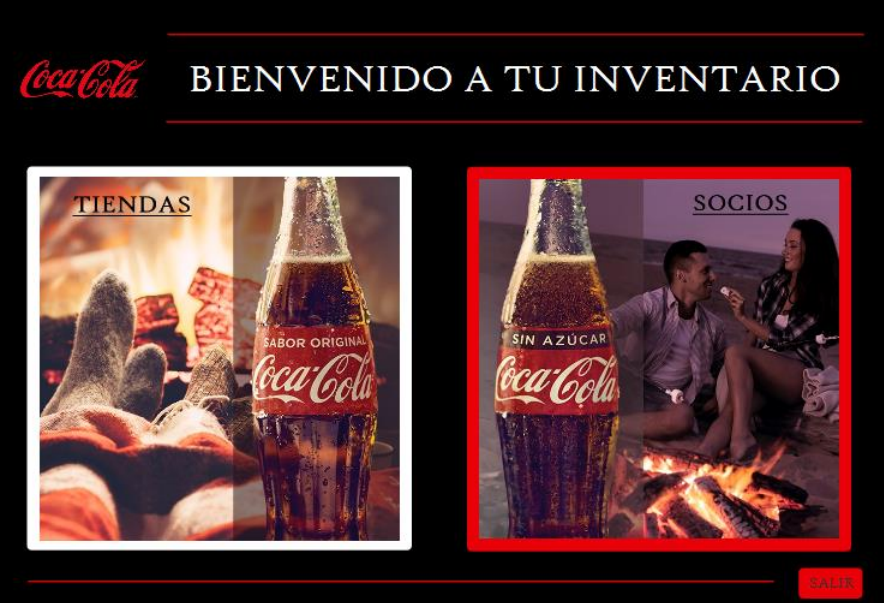 Coca-Cola
BIENVENIDO A TU INVENTARIO
TIENDAS
SOCIOS
SABOR ORIGINAL
Coca-Cola
SIN AZÚCAR
Coca-Cola
SALIR